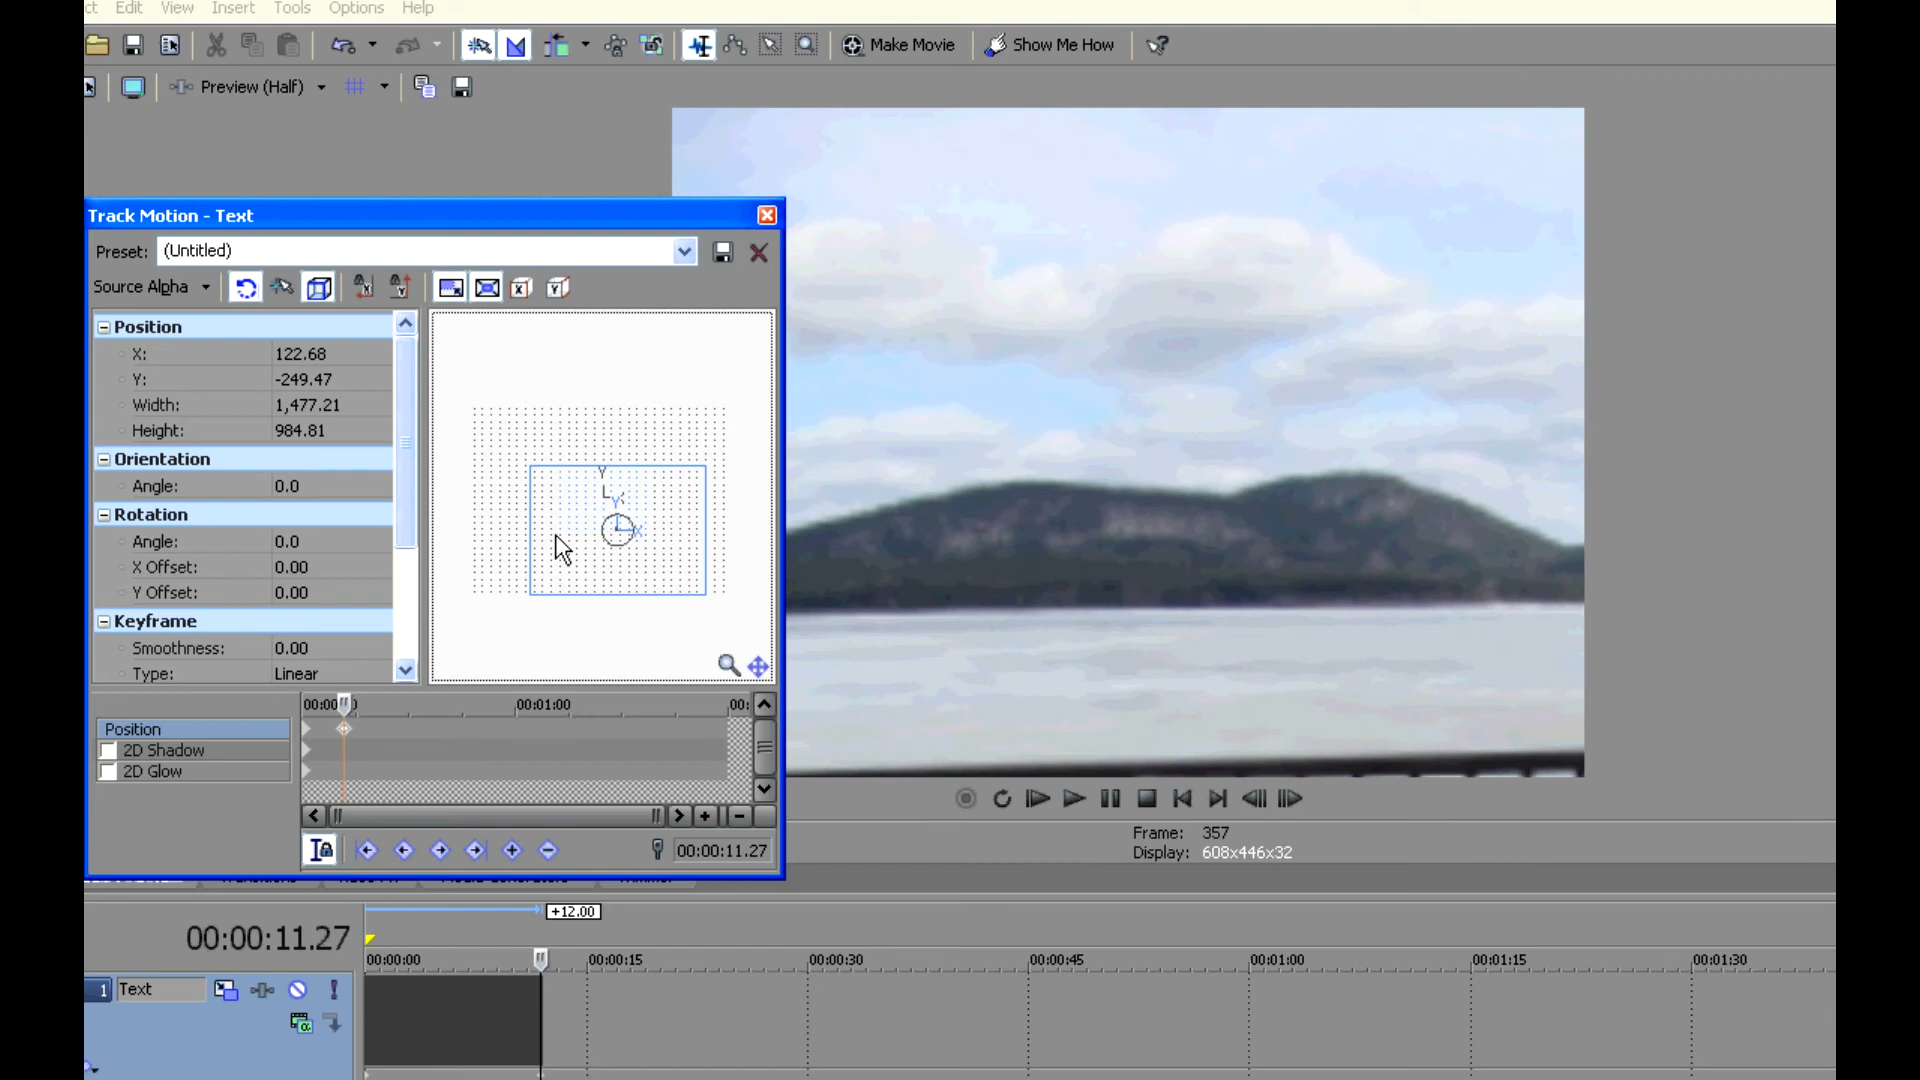 ct Edit View Insert Tools Options Help
Make Movie Show Me How
Preview (Half)
Track Motion - Text
Preset: (Untitled)
Source Alpha
Position
X: 122.68
Y: -249.47
Width: 1,477.21
Height: 984.81
Orientation
Angle: 0.0
Rotation
Angle: 0.0
X Offset: 0.00
Y Offset: 0.00
Keyframe
Smoothness: 0.00
Type: Linear
00:01:00 00:
Position
2D Shadow
2D Glow
00:00:11.27
Frame: 357
Display: 608x446x32
+12.00
00:00:11.27
00:00:00 00:00:15 00:00:30 00:00:45 00:01:00 00:01:15 00:01:30
1 Text